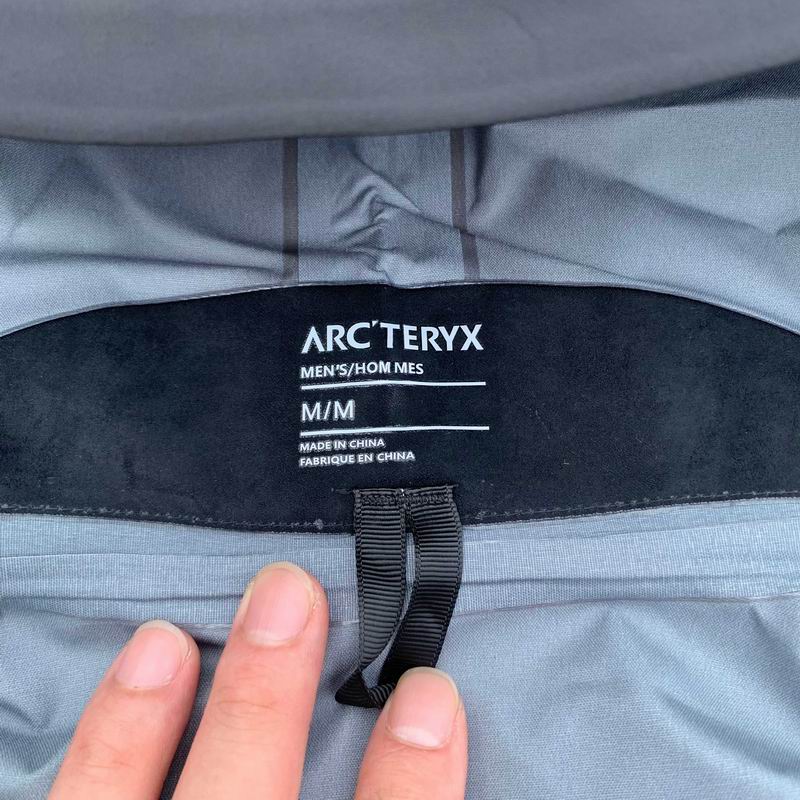 ARC'TERYX
MEN'S/HOMMES
M/M
MADE IN CHINA
FABRIQUE EN CHINA